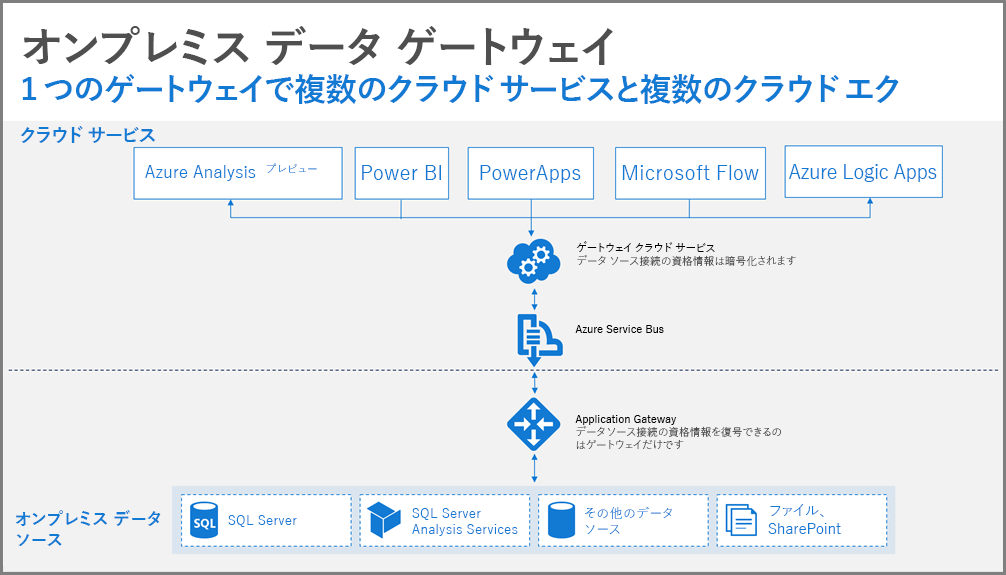 オンプレミス データ ゲートウェイ
1 つのゲートウェイで複数のクラウド サービスと複数のクラウド エク
クラウド サービス
Azure Analysis プレビュー
Power BI
PowerApps
Microsoft Flow
Azure Logic Apps
ゲートウェイ クラウド サービス
データ ソース接続の資格情報は暗号化されます
Azure Service Bus
Application Gateway
データソース接続の資格情報を復号できるの
はゲートウェイだけです
オンプレミス データ
ソース
SQL
SQL Server
SQL Server
Analysis Services
その他のデータ
ソース
ファイル、
SharePoint